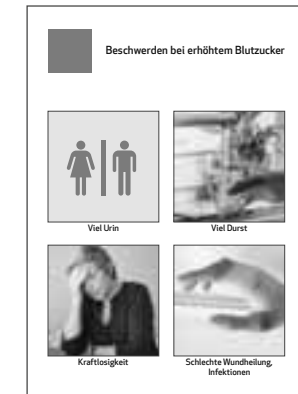 Beschwerden bei erhöhtem Blutzucker
Viel Urin
Viel Durst
Kraftlosigkeit
Schlechte Wundheilung,
Infektionen